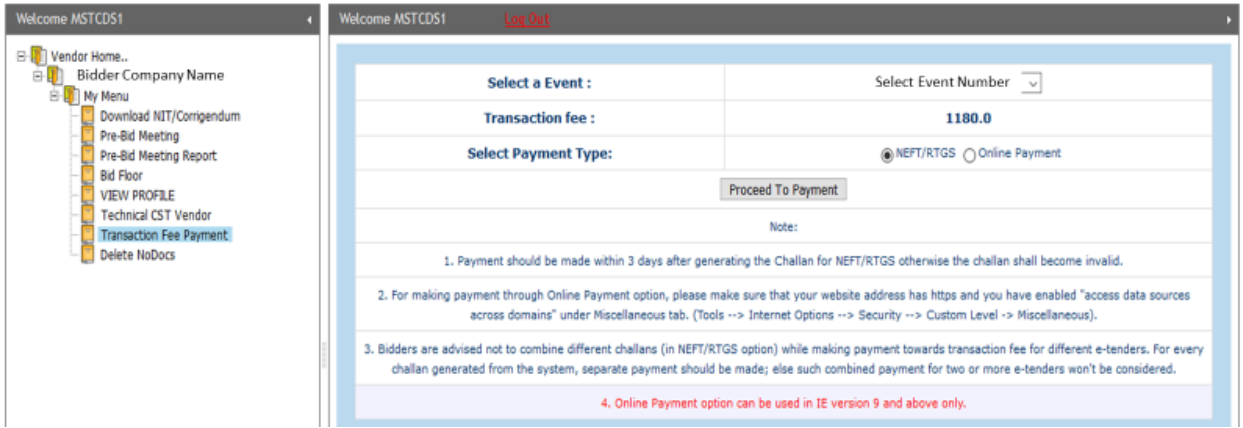 Welcome MSTCDS1
Vendor Home..
Bidder Company Name
My Menu
Download NIT/Corrigendum
Pre-Bid Meeting
Pre-Bid Meeting Report
Bid Floor
VIEW PROFILE
Technical CST Vendor
Transaction Fee Payment
Delete NoDocs
Welcome MSTCDS1 Log Out
Select a Event : Select Event Number
Transaction fee : 1180.0
Select Payment Type: NEFT/RTGS Online Payment
Proceed To Payment
Note:
1. Payment should be made within 3 days after generating the Challan for NEFT/RTGS otherwise the challan shall become invalid.
2. For making payment through Online Payment option, please make sure that your website address has https and you have enabled "access data sources
across domains" under Miscellaneous tab. (Tools --> Internet Options --> Security --> Custom Level -> Miscellaneous).
3. Bidders are advised not to combine different challans (in NEFT/RTGS option) while making payment towards transaction fee for different e-tenders. For every
challan generated from the system, separate payment should be made; else such combined payment for two or more e-tenders won't be considered.
4. Online Payment option can be used in IE version 9 and above only.